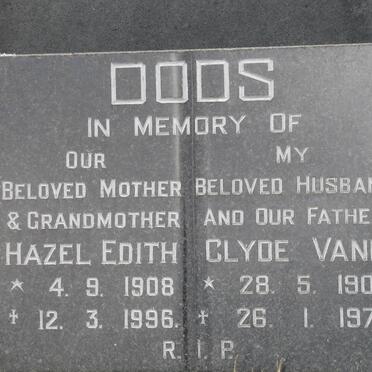 DODS
IN MEMORY OF
OUR MY
BELOVED MOTHER BELOVED HUSBAN
& GRANDMOTHER AND OUR FATHE
HAZEL EDITH CLYDE VAN
* 4. 9. 1908 * 28. 5. 190
✝ 12. 3. 1996. ✝ 26. 1. 197
R.I.P.